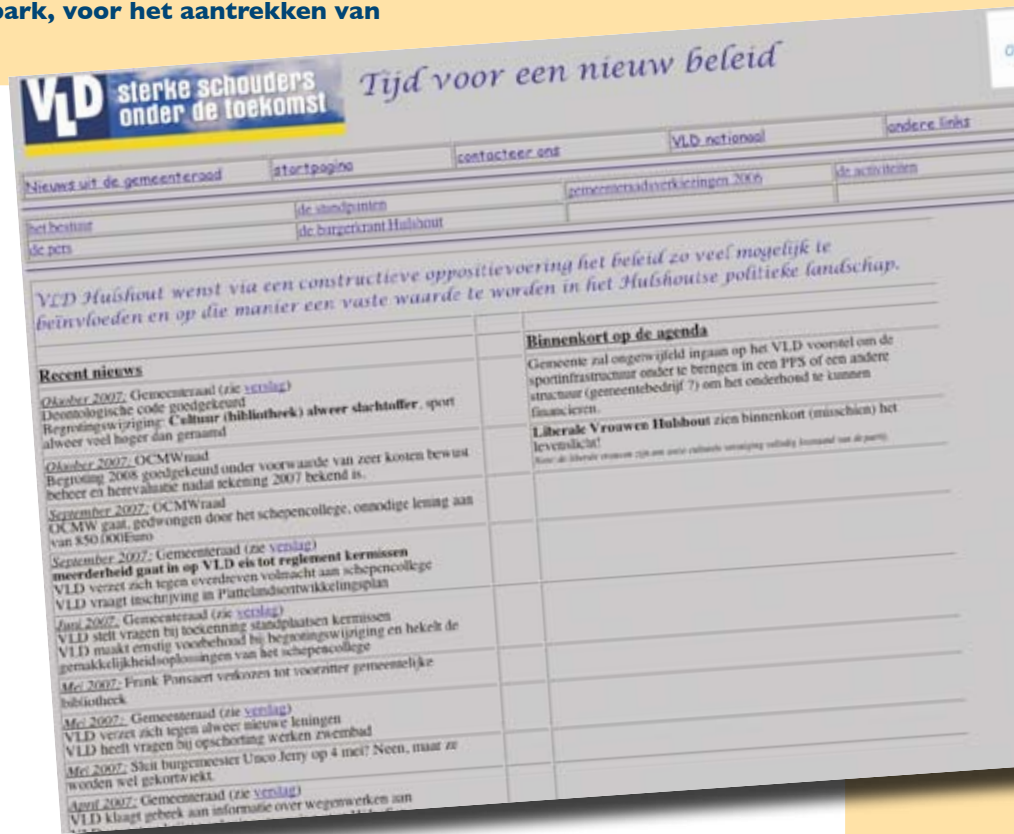 park, voor het aantrekken van
VLD sterke schouders
onder de toekomst
Tijd voor een nieuw beleid
Nieuws uit de gemeenteraad startpagina contacteer ons VLD nationaal andere links
het bestuur de standpunten gemeenteraadsverkiezingen 2006 de activiteiten
de pers de burgerkrant Hulshout
VLD Hulshout wenst via een constructieve oppositievoering het beleid zo veel mogelijk te
beïnvloeden en op die manier een vaste waarde te worden in het Hulshoutse politieke landschap.
Recent nieuws
Oktober 2007: Gemeenteraad (zie verslag)
Deontologische code goedgekeurd
Begrotingswijziging: Cultuur (bibliotheek) alweer slachtoffer, sport
alweer veel hoger dan geraamd
Oktober 2007: OCMWraad
Begroting 2008 goedgekeurd onder voorwaarde van zeer kosten bewust
beheer en herevaluatie nadat rekening 2007 bekend is.
September 2007: OCMWraad
OCMW gaat, gedwongen door het schepencollege, onnodige lening aan
van 850.000Euro
September 2007: Gemeenteraad (zie verslag)
meerderheid gaat in op VLD eis tot reglement kermissen
VLD verzet zich tegen overdreven volmacht aan schepencollege
VLD vraagt inschrijving in Plattelandsontwikkelingsplan
Juni 2007: Gemeenteraad (zie verslag)
VLD stelt vragen bij toekenning standplaatsen kermissen
VLD maakt ernstig voorbehoud bij begrotingswijziging en hekelt de
gemakkelijkheidsoplossingen van het schepencollege
Mei 2007: Frank Ponsaert verkozen tot voorzitter gemeentelijke
bibliotheek
Mei 2007: Gemeenteraad (zie verslag)
VLD verzet zich tegen alweer nieuwe leningen
VLD heeft vragen bij opschorting werken zwembad
Mei 2007: Sluit burgemeester Unco Jerry op 4 mei? Neen, maar ze
worden wel gekortwiekt.
April 2007: Gemeenteraad (zie verslag)
VLD klaagt gebrek aan informatie over wegenwerken aan
Binnenkort op de agenda
Gemeente zal ongetwijfeld ingaan op het VLD voorstel om de
sportinfrastructuur onder te brengen in een PPS of een andere
structuur (gemeentebedrijf ?) om het onderhoud te kunnen
financieren.
Liberale Vrouwen Hulshout zien binnenkort (misschien) het
levenslicht!